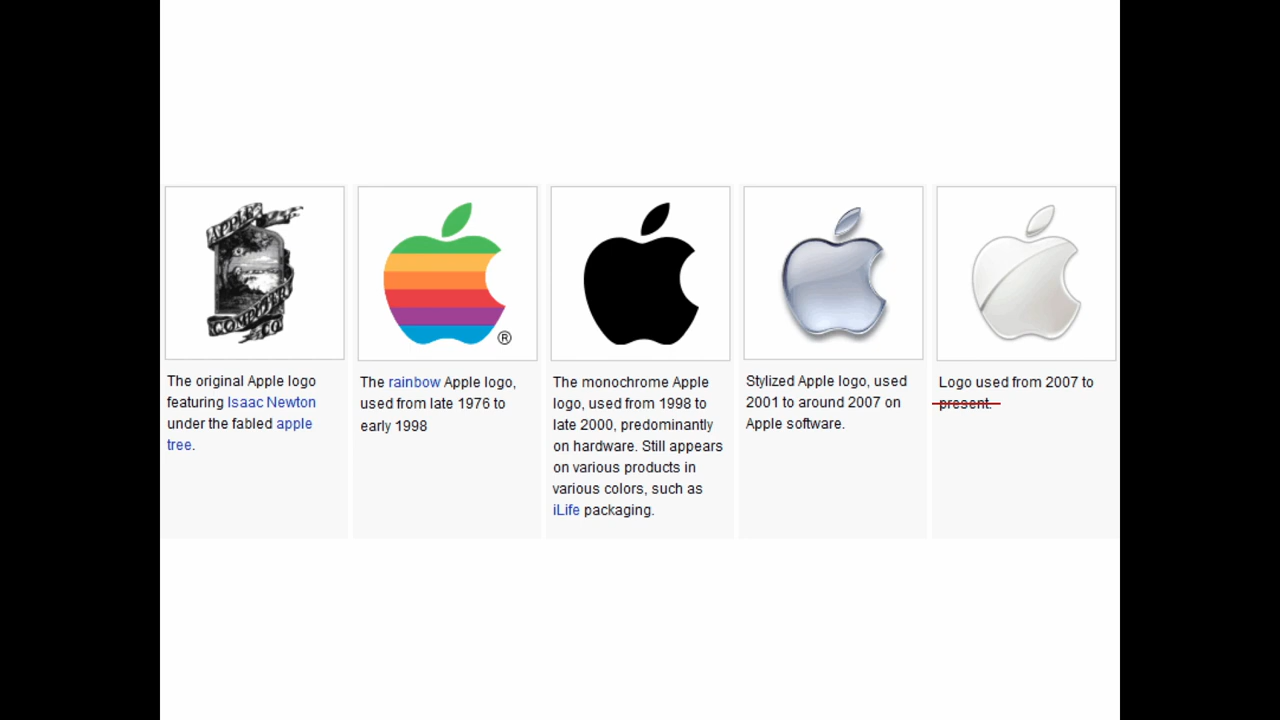 APPLE
COMPUTER
CO
®
The original Apple logo
featuring Isaac Newton
under the fabled apple
tree.
The rainbow Apple logo,
used from late 1976 to
early 1998
The monochrome Apple
logo, used from 1998 to
late 2000, predominantly
on hardware. Still appears
on various products in
various colors, such as
iLife packaging.
Stylized Apple logo, used
2001 to around 2007 on
Apple software.
Logo used from 2007 to
present.